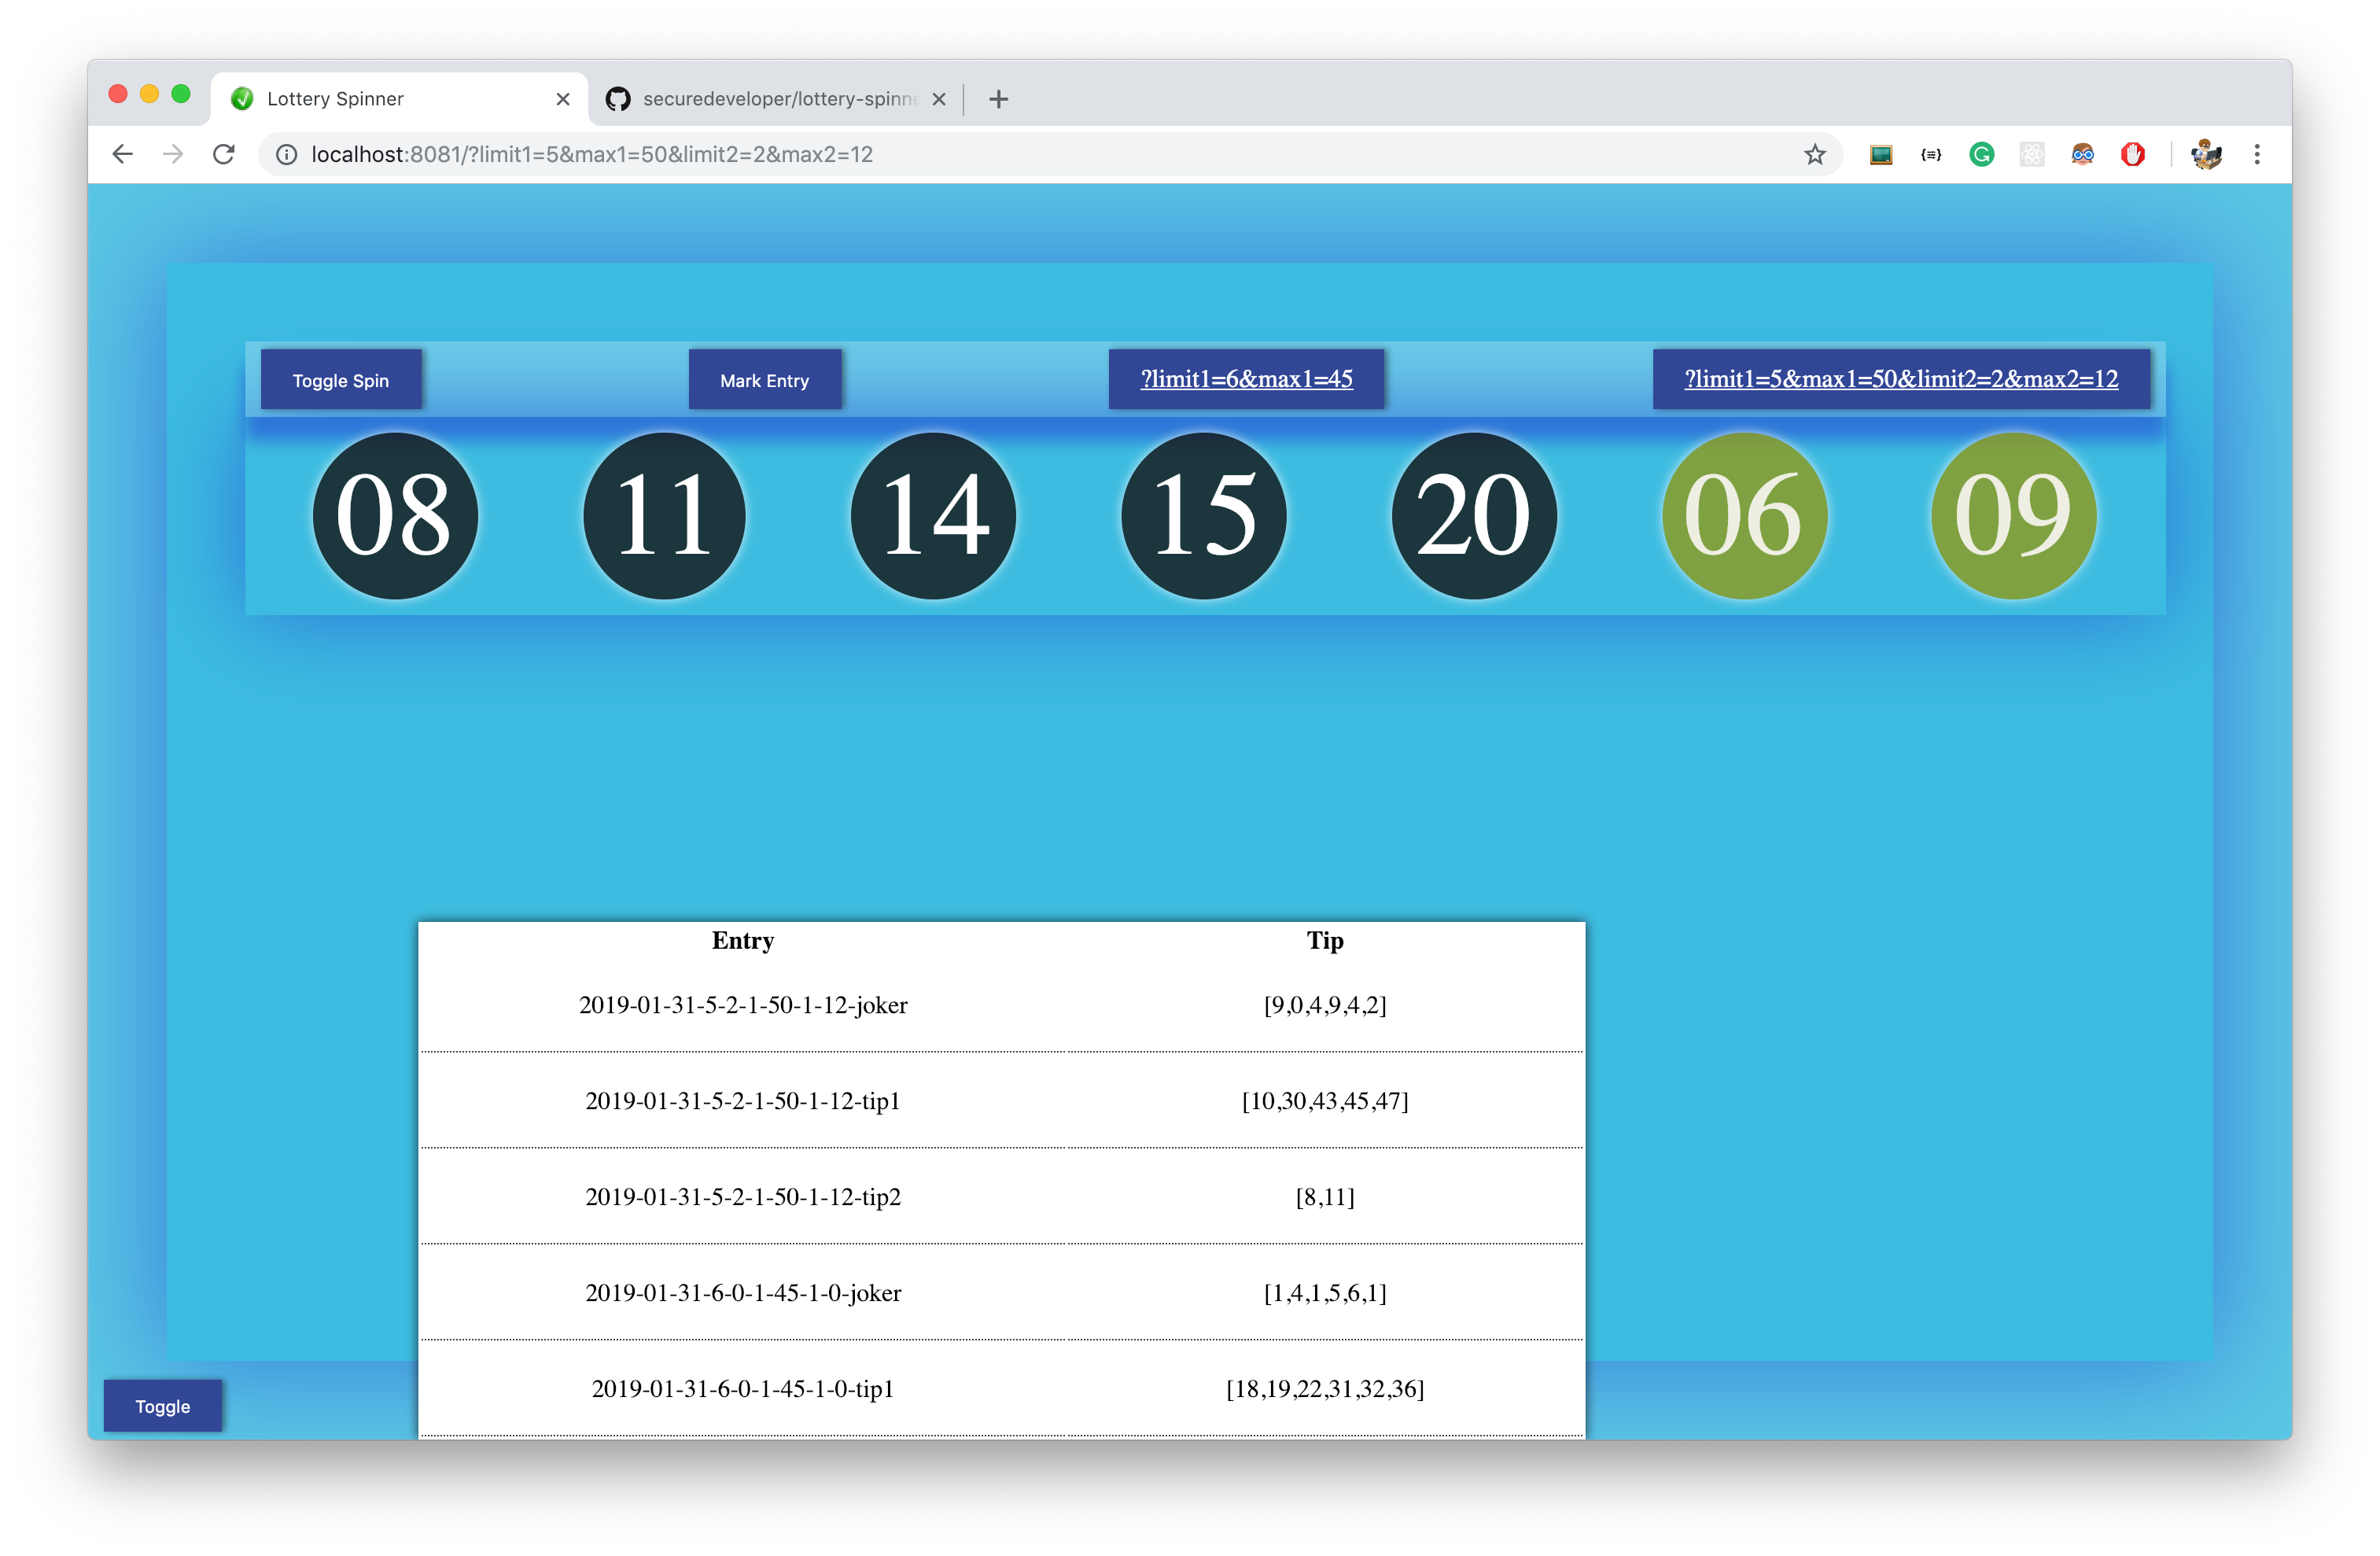 Lottery Spinner
securedeveloper/lottery-spinne
localhost:8081/?limit1=5&max1=50&limit2=2&max2=12
Toggle Spin Mark Entry ?limit1=6&max1=45 ?limit1=5&max1=50&limit2=2&max2=12
08 11 14 15 20 06 09
Entry Tip
2019-01-31-5-2-1-50-1-12-joker [9,0,4,9,4,2]
2019-01-31-5-2-1-50-1-12-tip1 [10,30,43,45,47]
2019-01-31-5-2-1-50-1-12-tip2 [8,11]
2019-01-31-6-0-1-45-1-0-joker [1,4,1,5,6,1]
2019-01-31-6-0-1-45-1-0-tip1 [18,19,22,31,32,36]
Toggle